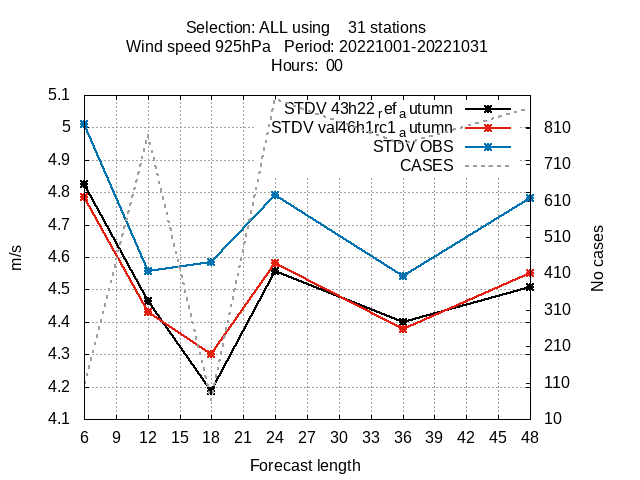 Selection: ALL using 31 stations
Wind speed 925hPa Period: 20221001-20221031
Hours: 00
STDV 43h22refautumn
STDV val46h1rc1autumn
STDV OBS
CASES
5.1
5
4.9
4.8
4.7
4.6
4.5
4.4
4.3
4.2
4.1
m/s
810
710
610
510
410
310
210
110
10
No cases
6 9 12 15 18 21 24 27 30 33 36 39 42 45 48
Forecast length